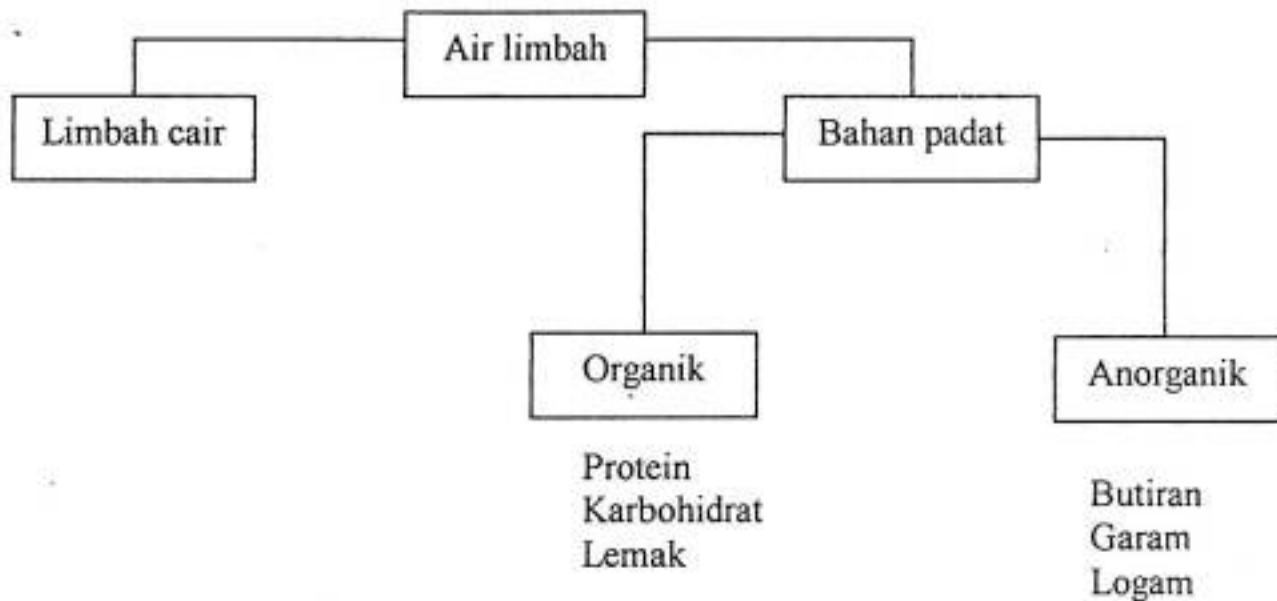 Air limbah
Limbah cair
Bahan padat
Organik
Anorganik
Protein
Karbohidrat
Lemak
Butiran
Garam
Logam